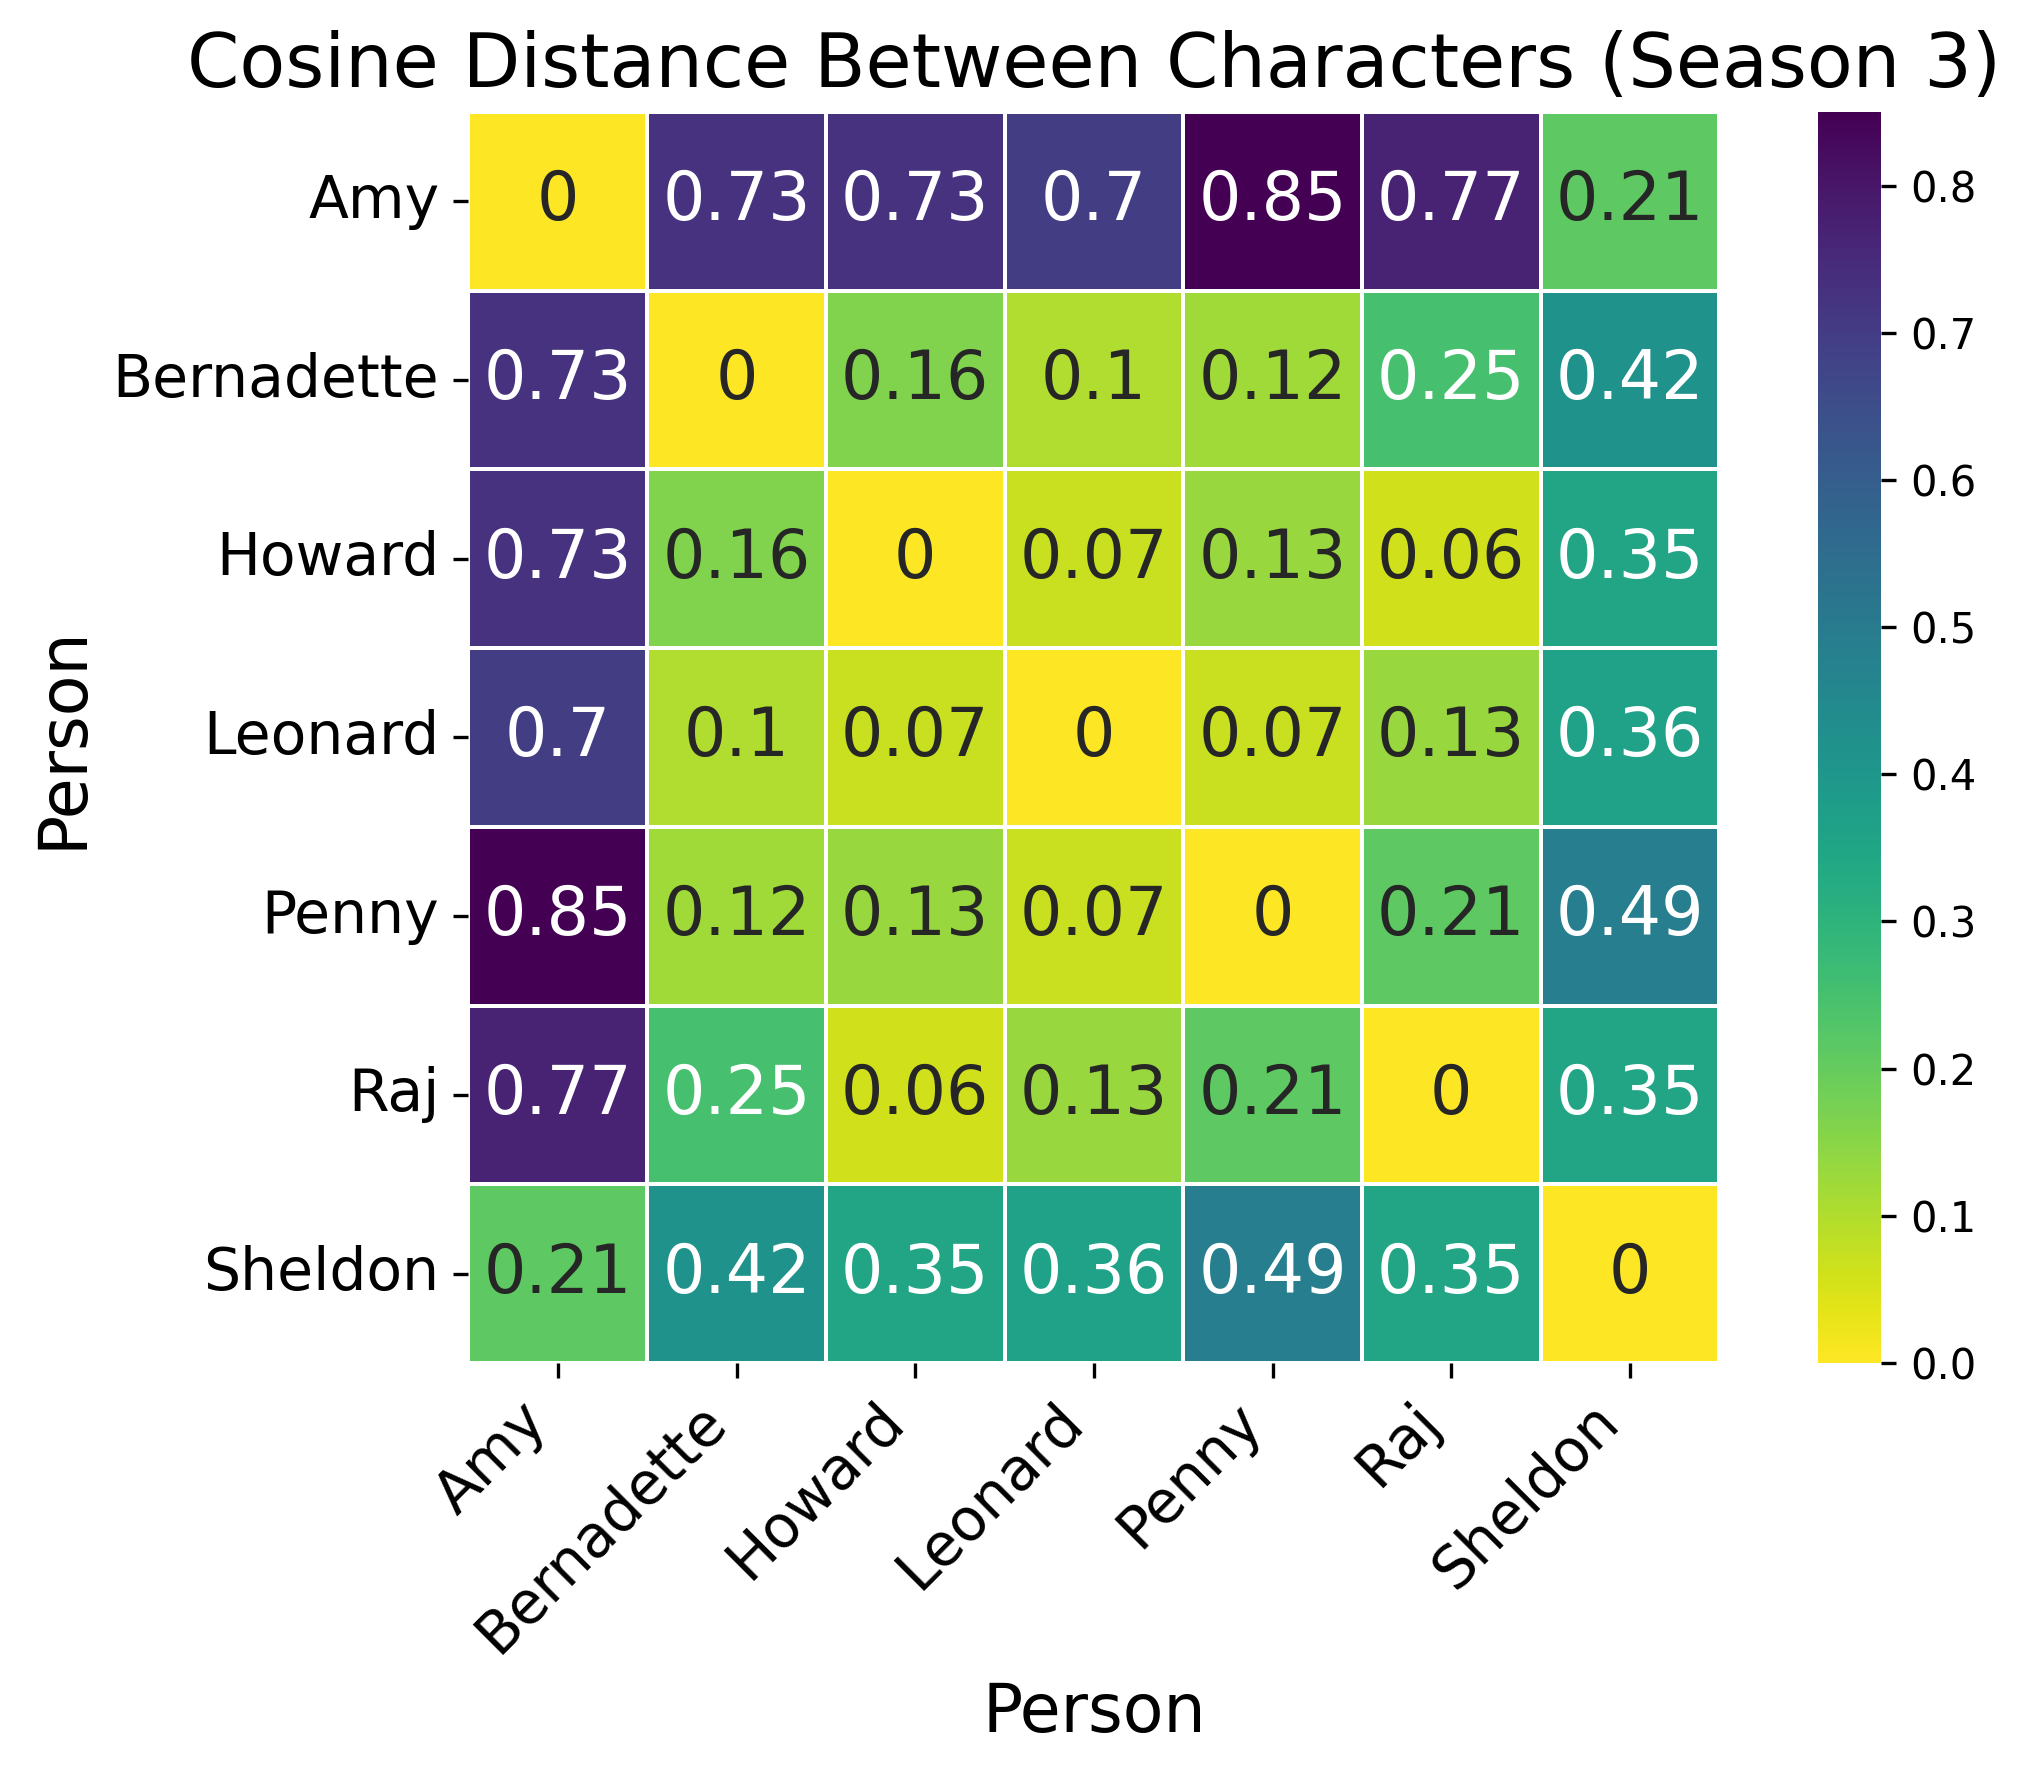 Cosine Distance Between Characters (Season 3)
Amy 0 0.73 0.73 0.7 0.85 0.77 0.21
Bernadette 0.73 0 0.16 0.1 0.12 0.25 0.42
Howard 0.73 0.16 0 0.07 0.13 0.06 0.35
Leonard 0.7 0.1 0.07 0 0.07 0.13 0.36
Penny 0.85 0.12 0.13 0.07 0 0.21 0.49
Raj 0.77 0.25 0.06 0.13 0.21 0 0.35
Sheldon 0.21 0.42 0.35 0.36 0.49 0.35 0
Person
Amy Bernadette Howard Leonard Penny Raj Sheldon
Person
0.8
0.7
0.6
0.5
0.4
0.3
0.2
0.1
0.0